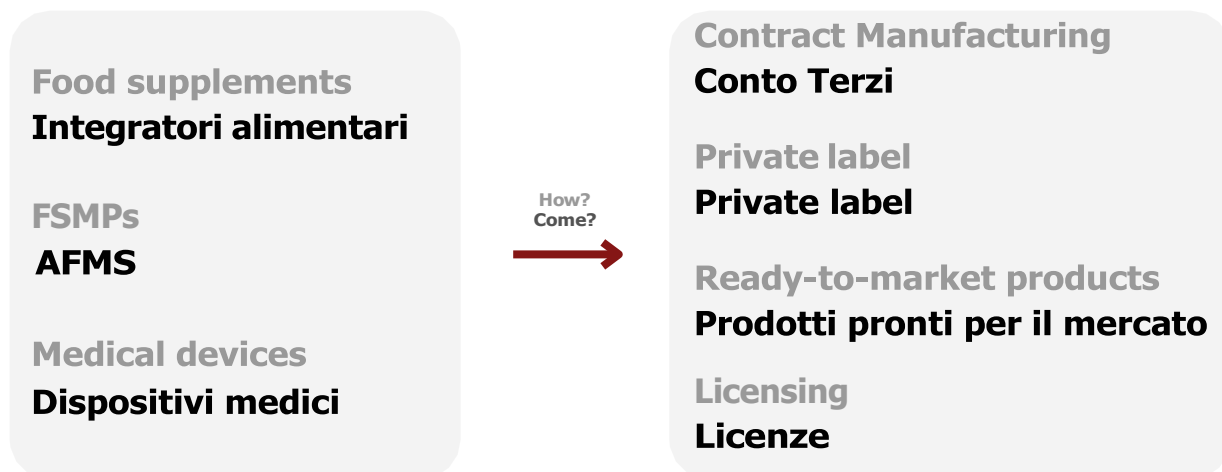 Food supplements
Integratori alimentari
FSMPs
AFMS
Medical devices
Dispositivi medici
How?
Come?
Contract Manufacturing
Conto Terzi
Private label
Private label
Ready-to-market products
Prodotti pronti per il mercato
Licensing
Licenze